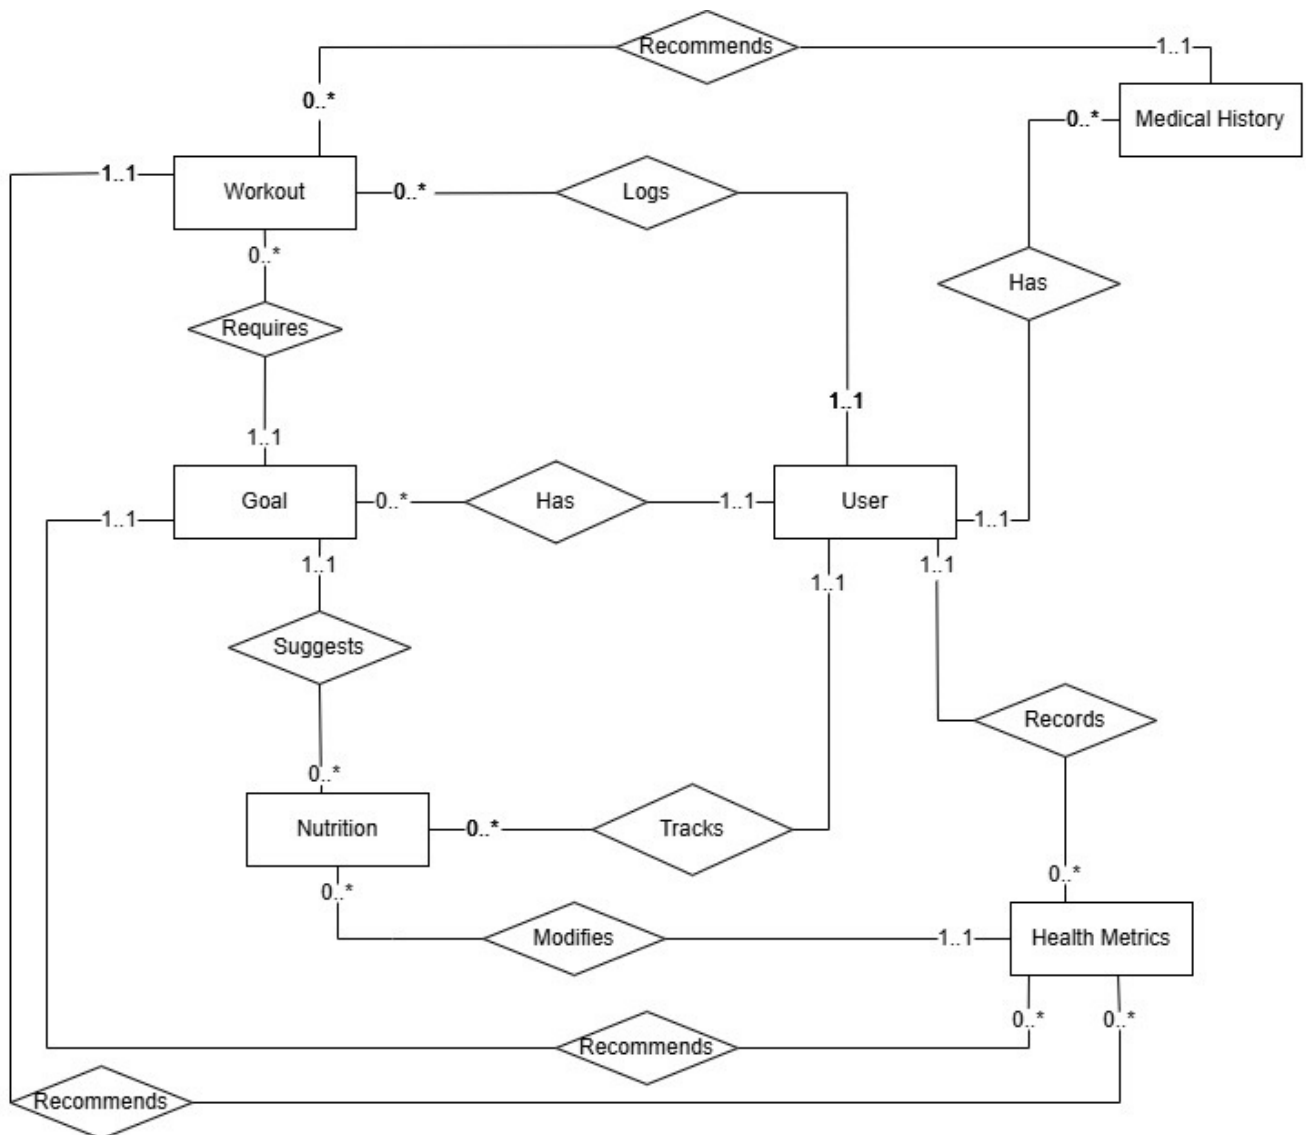 Recommends
1..1
0..*
0..*
Medical History
1..1
Workout
0..*
Logs
0..*
Has
Requires
1..1
1..1
Goal
0..*
Has
1..1
User
1..1
1..1
1..1
1..1
1..1
Suggests
Records
0..*
Nutrition
0..*
Tracks
0..*
0..*
Modifies
1..1
Health Metrics
0..*
0..*
Recommends
Recommends